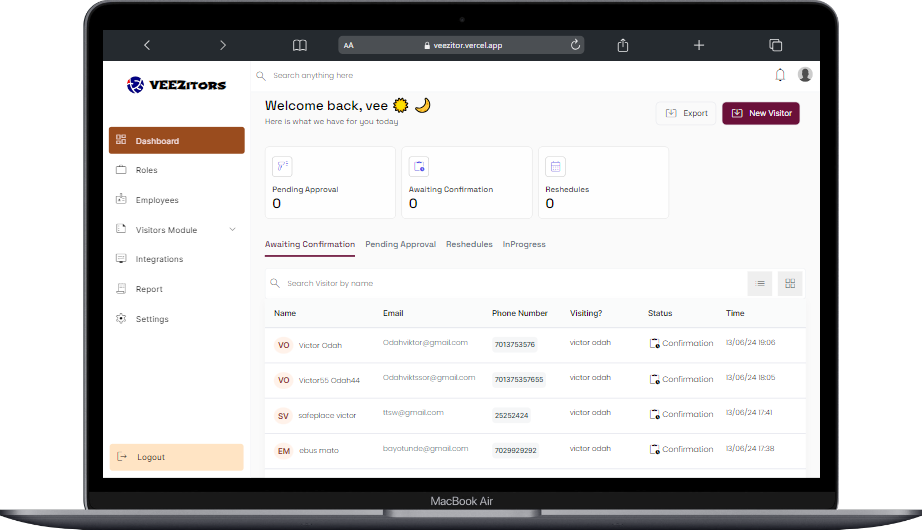 AA veezitor.vercel.app
VEEZITORS
Search anything here
Welcome back, vee
Here is what we have for you today
Export
New Visitor
Dashboard
Roles
Employees
Visitors Module
Integrations
Report
Settings
Logout
Pending Approval
0
Awaiting Confirmation
0
Reshedules
0
Awaiting Confirmation Pending Approval Reshedules InProgress
Search Visitor by name
Name Email Phone Number Visiting? Status Time
VO Victor Odah Odahviktor@gmail.com 7013753576 victor odah Confirmation 13/06/24 19:06
VO Victor55 Odah44 Odahviktssor@gmail.com 701375357655 victor odah Confirmation 13/06/24 18:05
SV safeplace victor ttsw@gmail.com 25252424 victor odah Confirmation 13/06/24 17:41
EM ebus mato bayotunde@gmail.com 7029929292 victor odah Confirmation 13/06/24 17:38
MacBook Air